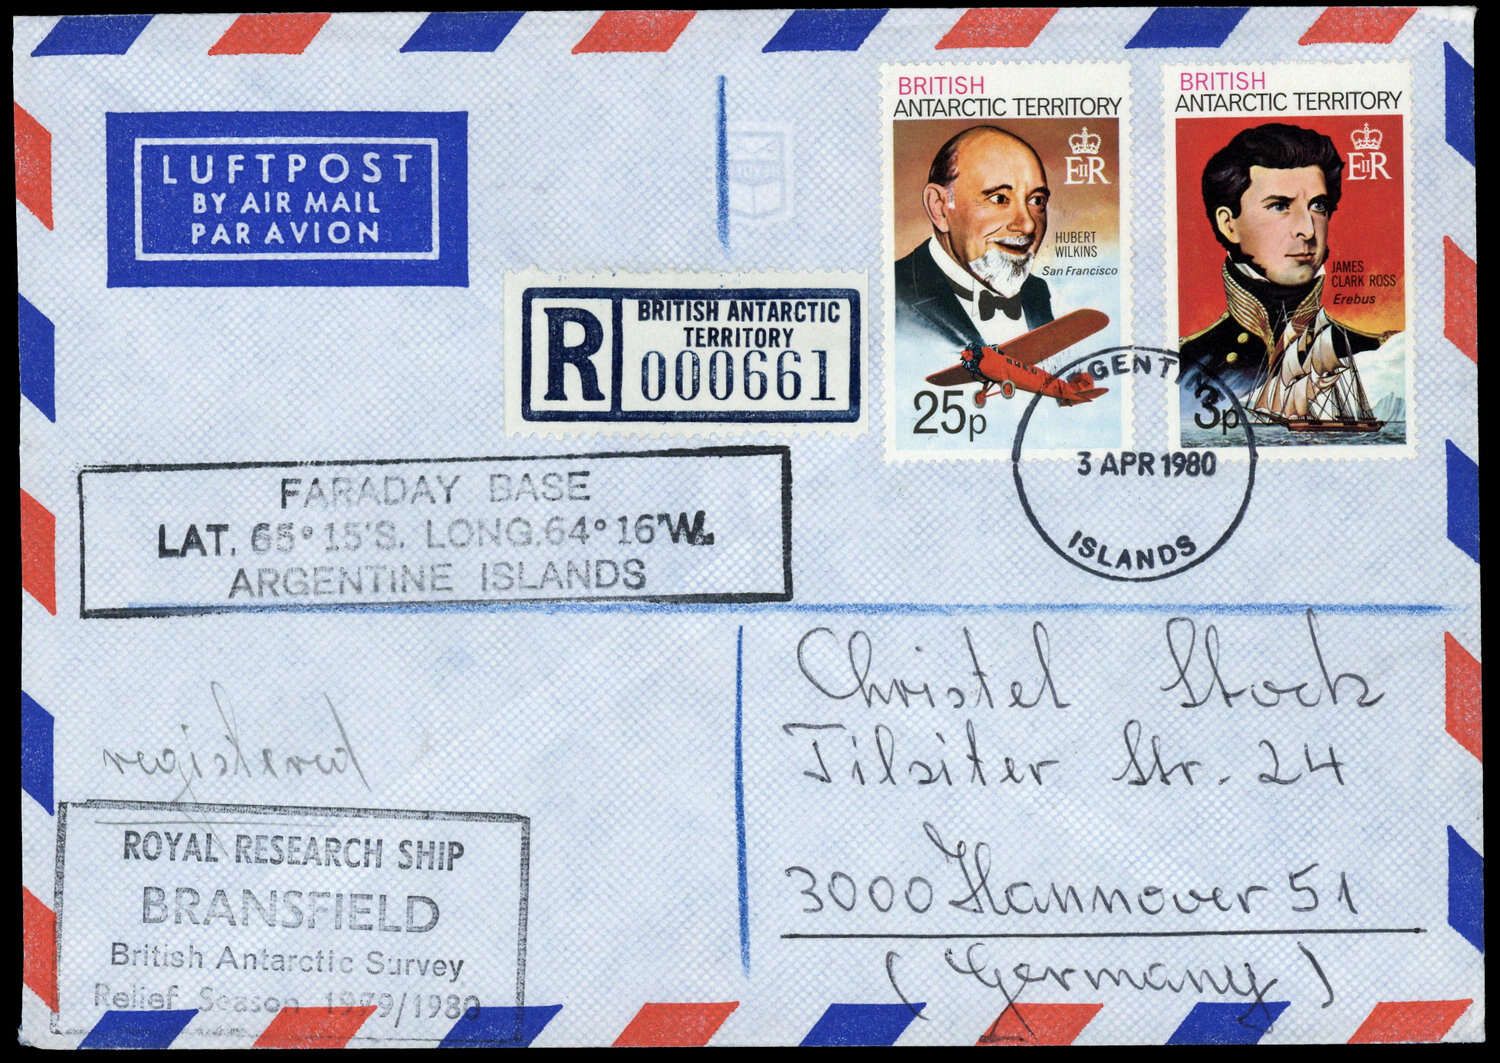 LUFTPOST
BY AIR MAIL
PAR AVION
BRITISH
ANTARCTIC TERRITORY
EIIR
HUBERT
WILKINS
San Francisco
25p
BRITISH
ANTARCTIC TERRITORY
EIIR
JAMES
CLARK ROSS
Erebus
3p
R
BRITISH ANTARCTIC
TERRITORY
000661
ARGENTINE
3 APR 1980
ISLANDS
FARADAY BASE
LAT. 65° 15'S. LONG. 64° 16'W.
ARGENTINE ISLANDS
registered
Christel Stock
Tilsiter Str. 24
3000 Hannover 51
(Germany)
ROYAL RESEARCH SHIP
BRANSFIELD
British Antarctic Survey
Relief Season 1979/1980